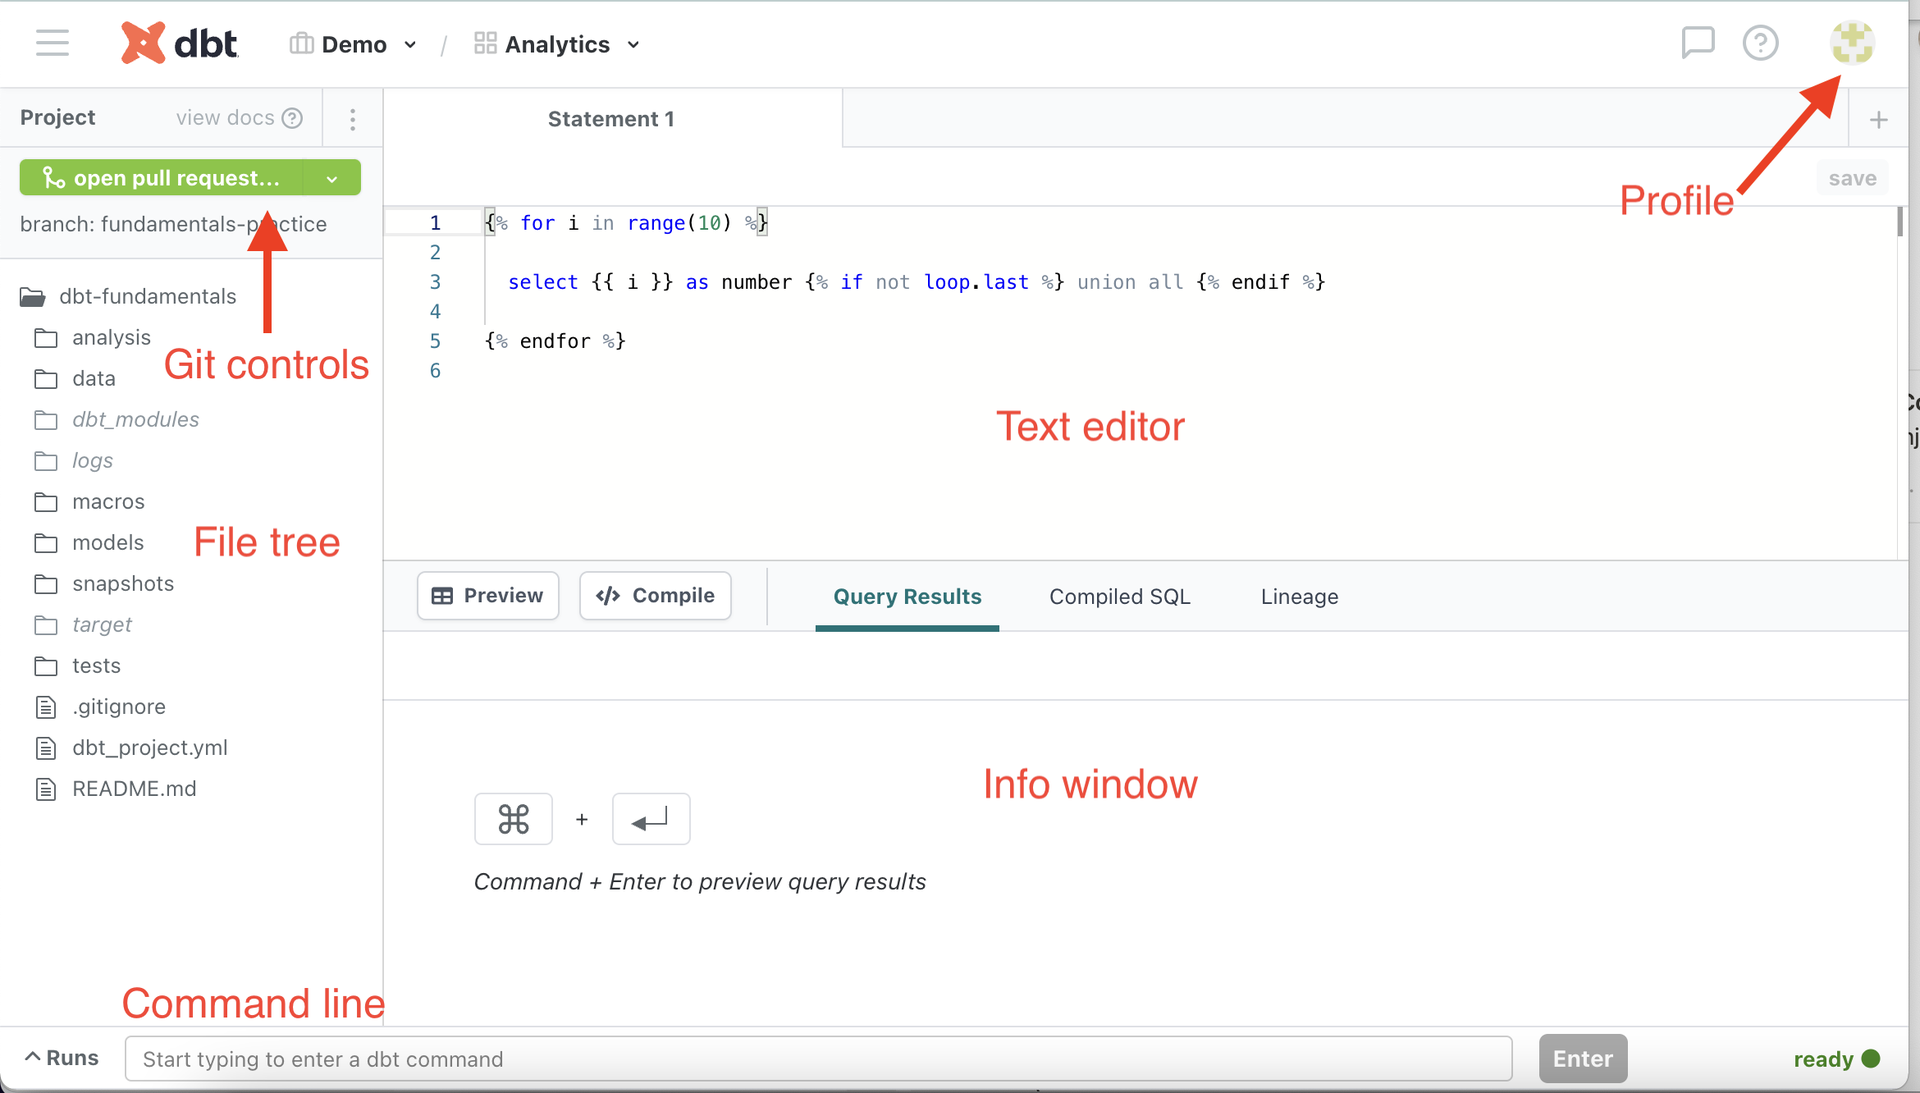 dbt
Demo / Analytics
Project
view docs
Statement 1
open pull request...
save
Profile
branch: fundamentals-practice
1 {% for i in range(10) %}
2
3 select {{ i }} as number {% if not loop.last %} union all {% endif %}
4
5 {% endfor %}
6
dbt-fundamentals
analysis
Git controls
data
dbt_modules
Text editor
logs
macros
models
File tree
snapshots
target
tests
.gitignore
dbt_project.yml
README.md
Preview
Compile
Query Results
Compiled SQL
Lineage
Info window
⌘ +
Command + Enter to preview query results
Command line
Runs
Start typing to enter a dbt command
Enter
ready